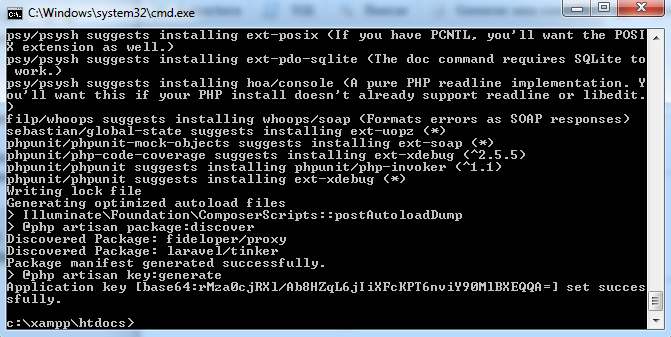 C:\Windows\system32\cmd.exe
psy/psysh suggests installing ext-posix (If you have PCNTL, you'll want the POSI
X extension as well.)
psy/psysh suggests installing ext-pdo-sqlite (The doc command requires SQLite to
 work.)
psy/psysh suggests installing hoa/console (A pure PHP readline implementation. Y
ou'll want this if your PHP install doesn't already support readline or libedit.
)
filp/whoops suggests installing whoops/soap (Formats errors as SOAP responses)
sebastian/global-state suggests installing ext-uopz (*)
phpunit/phpunit-mock-objects suggests installing ext-soap (*)
phpunit/php-code-coverage suggests installing ext-xdebug (^2.5.5)
phpunit/phpunit suggests installing phpunit/php-invoker (^1.1)
phpunit/phpunit suggests installing ext-xdebug (*)
Writing lock file
Generating optimized autoload files
> Illuminate\Foundation\ComposerScripts::postAutoloadDump
> @php artisan package:discover
Discovered Package: fideloper/proxy
Discovered Package: laravel/tinker
Package manifest generated successfully.
> @php artisan key:generate
Application key [base64:rMza0cjRXl/Ab8HZqL6jIiXFcKPT6nviY90MlBXEQQA=] set succes
sfully.
c:\xampp\htdocs>